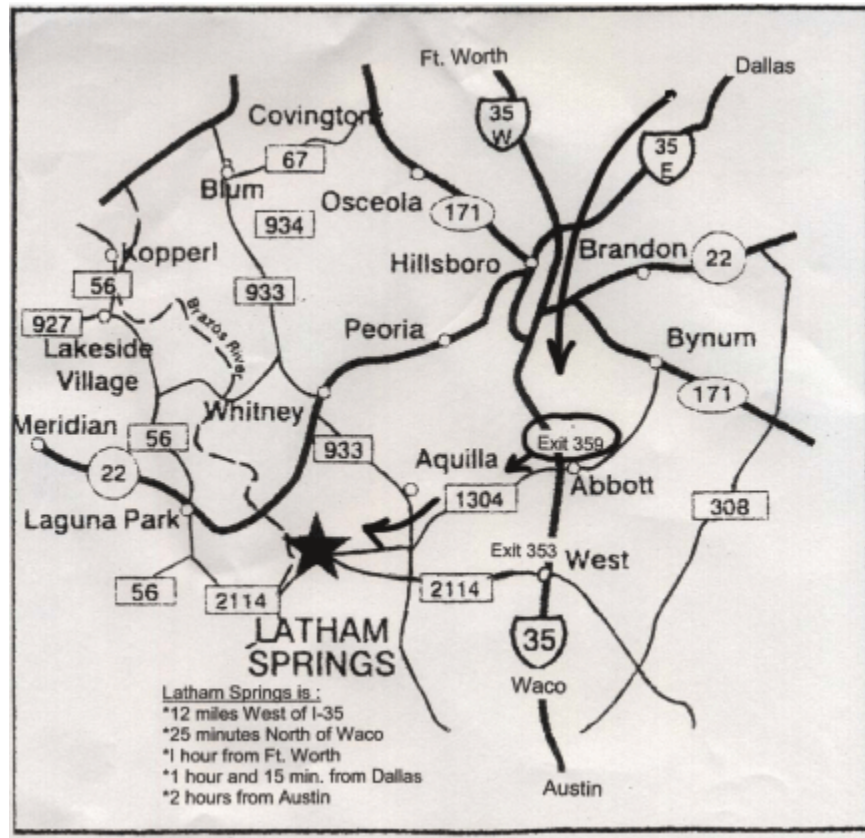 Ft. Worth
Dallas
35
W
35
E
Covington
67
Blum
934
Osceola
171
Kopperl
56
933
Hillsboro
Brandon
22
927
Brazos River
Lakeside
Village
Peoria
Bynum
171
Whitney
Meridian
56
933
22
Aquilla
Exit 359
Abbott
1304
308
Laguna Park
Exit 353
West
56
2114
2114
LATHAM
SPRINGS
35
Waco
Latham Springs is :
*12 miles West of I-35
*25 minutes North of Waco
*I hour from Ft. Worth
*1 hour and 15 min. from Dallas
*2 hours from Austin
Austin